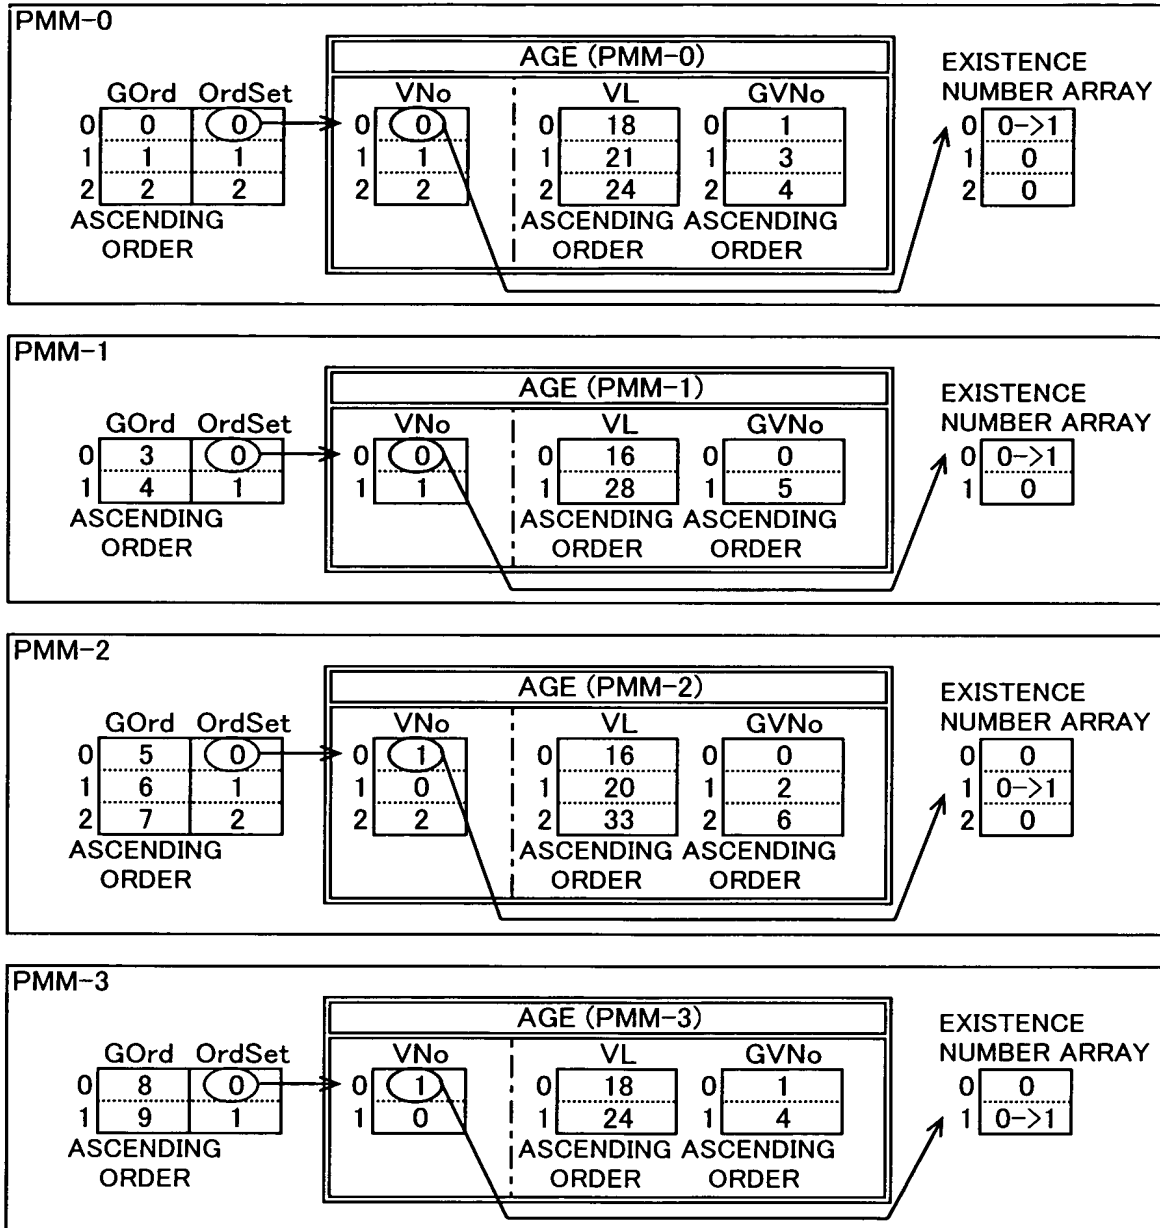 PMM-0
AGE (PMM-0)
EXISTENCE
NUMBER ARRAY
GOrd OrdSet VNo VL GVNo
0 0 0 0 0 0 18 0 1 0 0->1
1 1 1 1 1 1 21 1 3 1 0
2 2 2 2 2 2 24 2 4 2 0
ASCENDING ASCENDING ASCENDING
ORDER ORDER ORDER
PMM-1
AGE (PMM-1)
EXISTENCE
NUMBER ARRAY
GOrd OrdSet VNo VL GVNo
0 3 0 0 0 0 16 0 0 0 0->1
1 4 1 1 1 1 28 1 5 1 0
ASCENDING ASCENDING ASCENDING
ORDER ORDER ORDER
PMM-2
AGE (PMM-2)
EXISTENCE
NUMBER ARRAY
GOrd OrdSet VNo VL GVNo
0 5 0 0 1 0 16 0 0 0 0
1 6 1 1 0 1 20 1 2 1 0->1
2 7 2 2 2 2 33 2 6 2 0
ASCENDING ASCENDING ASCENDING
ORDER ORDER ORDER
PMM-3
AGE (PMM-3)
EXISTENCE
NUMBER ARRAY
GOrd OrdSet VNo VL GVNo
0 8 0 0 1 0 18 0 1 0 0
1 9 1 1 0 1 24 1 4 1 0->1
ASCENDING ASCENDING ASCENDING
ORDER ORDER ORDER